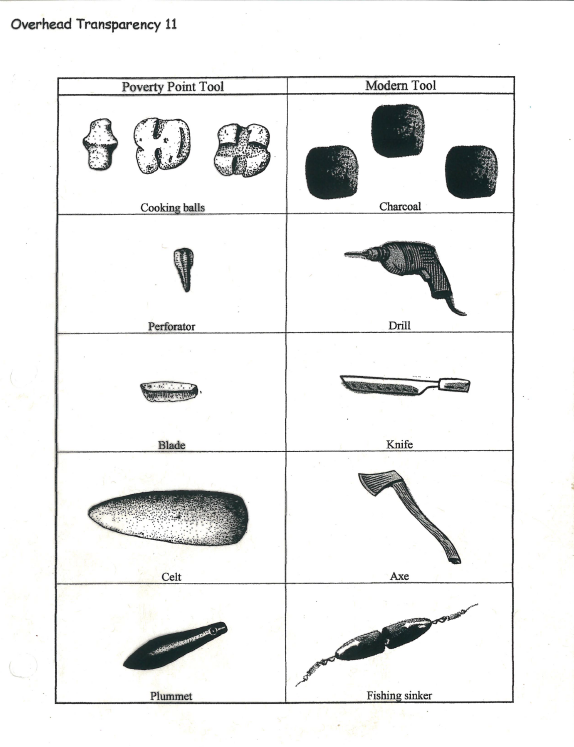 Overhead Transparency 11
Poverty Point Tool Modern Tool
Cooking balls Charcoal
Perforator Drill
Blade Knife
Celt Axe
Plummet Fishing sinker